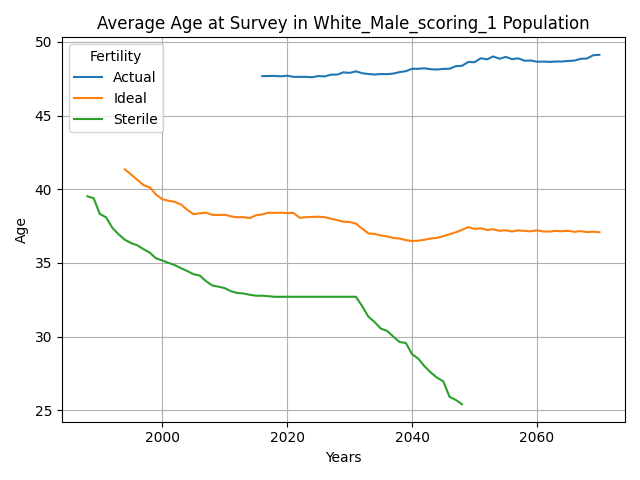 Average Age at Survey in White_Male_scoring_1 Population
Fertility
Actual
Ideal
Sterile
50
45
40
35
30
25
Age
2000
2020
2040
2060
Years